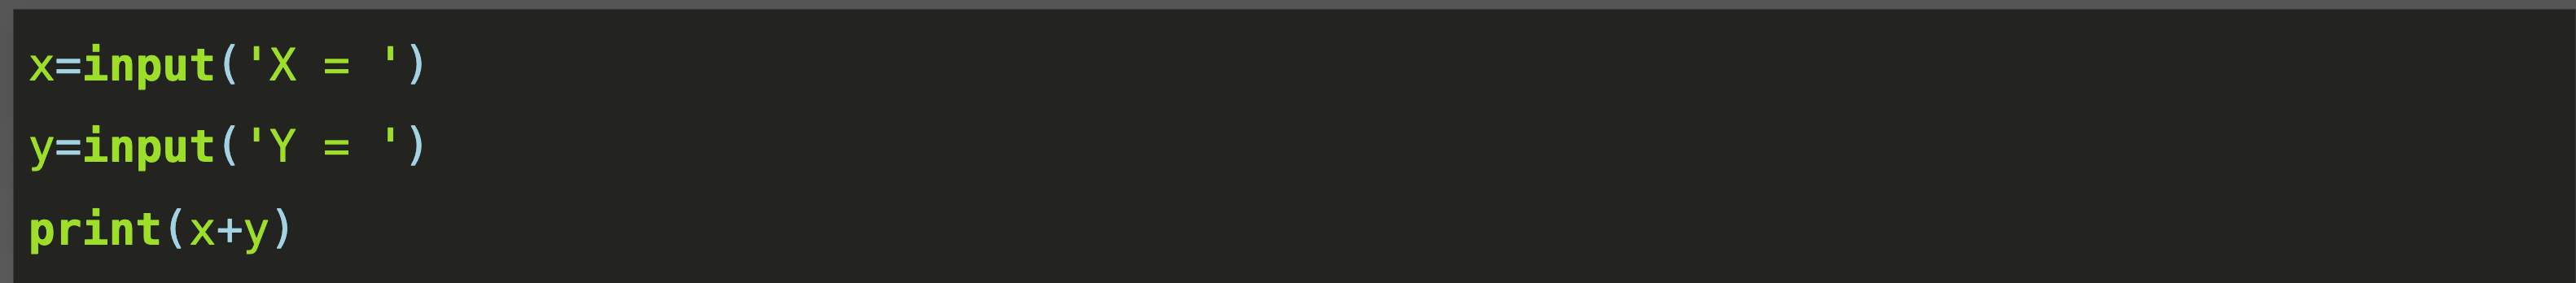 x=input('X = ')
y=input('Y = ')
print(x+y)